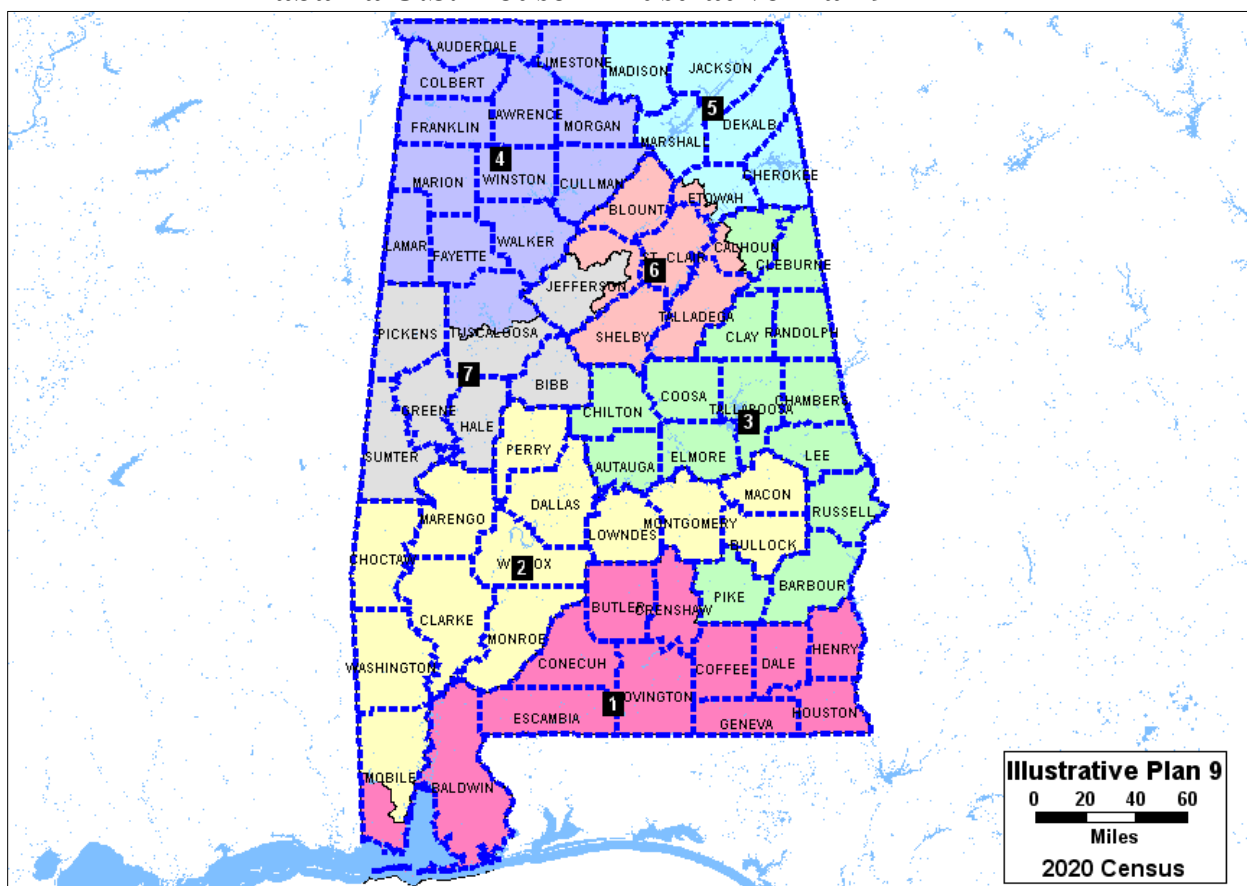 LAUDERDALE
LIMESTONE
MADISON
JACKSON
COLBERT
LAWRENCE
FRANKLIN
MORGAN
5
DEKALB
MARSHALL
4
MARION
WINSTON
CULLMAN
CHEROKEE
ETOWAH
BLOUNT
LAMAR
FAYETTE
WALKER
CALHOUN
ST. CLAIR
CLEBURNE
6
JEFFERSON
PICKENS
TUSCALOOSA
TALLADEGA
SHELBY
CLAY
RANDOLPH
7
BIBB
GREENE
HALE
CHILTON
COOSA
TALLAPOOSA
CHAMBERS
3
PERRY
SUMTER
AUTAUGA
ELMORE
LEE
MACON
DALLAS
MARENGO
LOWNDES
MONTGOMERY
RUSSELL
BULLOCK
CHOCTAW
2
BARBOUR
PIKE
BUTLER
CRENSHAW
CLARKE
MONROE
HENRY
WASHINGTON
CONECUH
COFFEE
DALE
1
OVINGTON
ESCAMBIA
GENEVA
HOUSTON
MOBILE
BALDWIN
Illustrative Plan 9
0 20 40 60
Miles
2020 Census